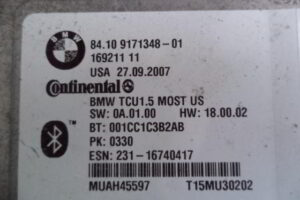 BMW
84.10 9171348-01
169211 11
USA 27.09.2007
Continental
BMW TCU1.5 MOST US
SW: 0A.01.00 HW: 18.00.02
BT: 001CC1C3B2AB
PK: 0330
ESN: 231-16740417
MUAH45597 T15MU30202